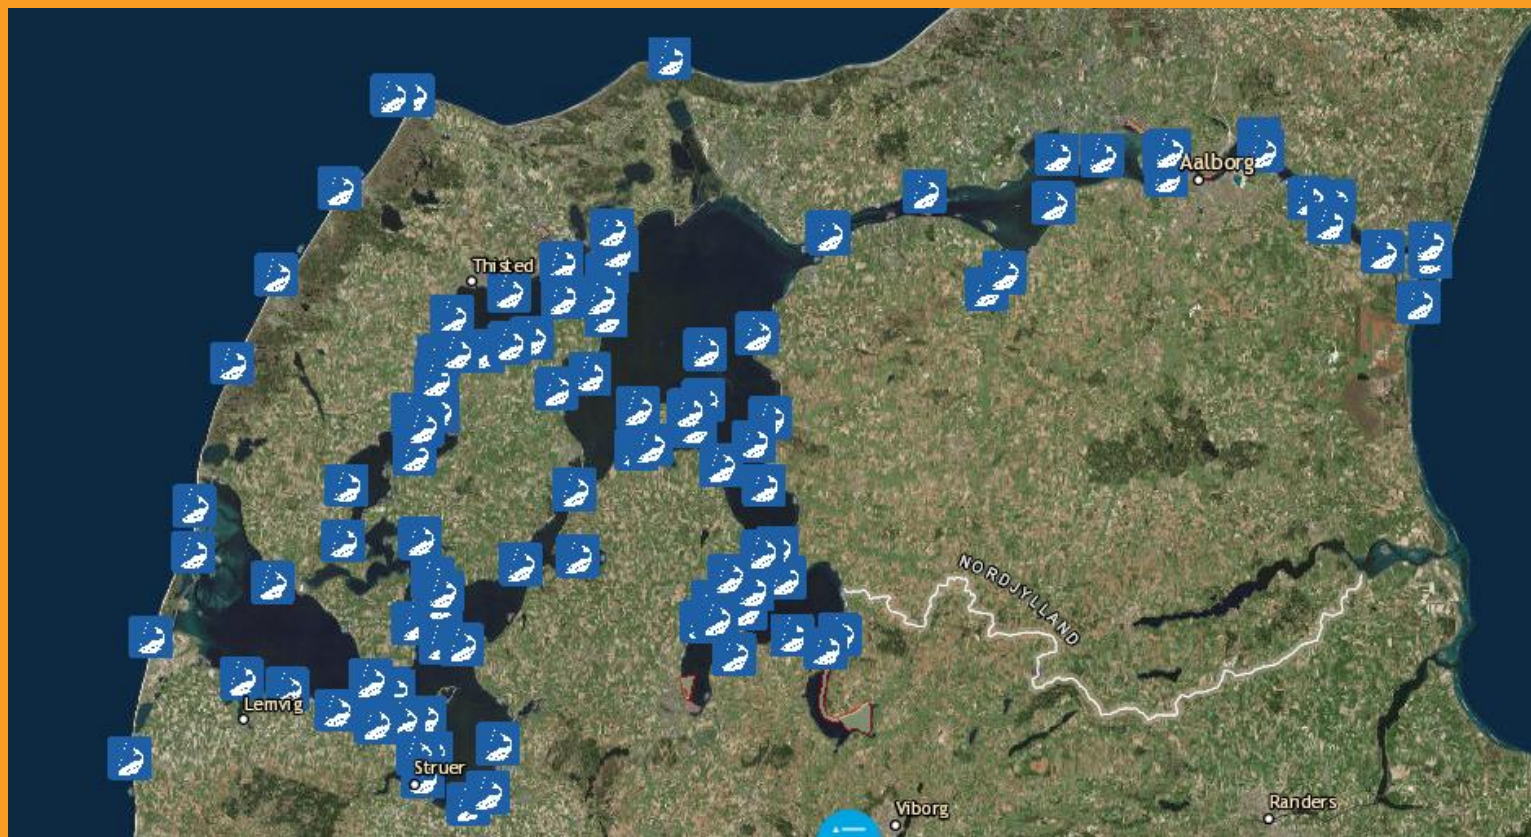 Aalborg
Thisted
NORDJYLLAND
Lemvig
Struer
Viborg
Randers